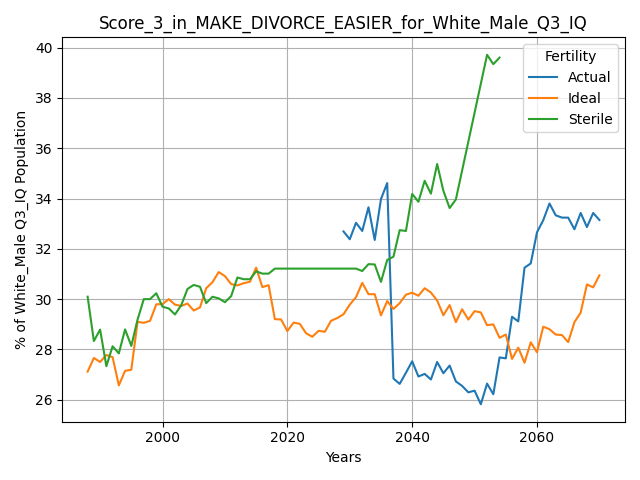 Score_3_in_MAKE_DIVORCE_EASIER_for_White_Male_Q3_IQ
% of White_Male Q3_IQ Population
40
38
36
34
32
30
28
26
Fertility
Actual
Ideal
Sterile
2000
2020
2040
2060
Years